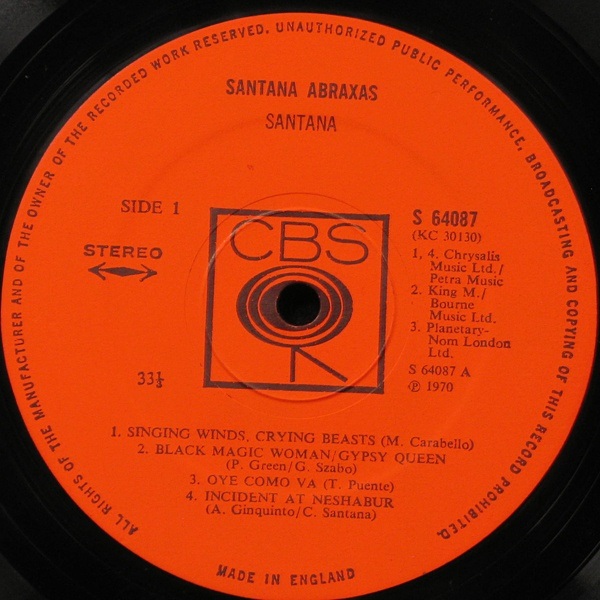 ALL RIGHTS OF THE MANUFACTURER AND OF THE OWNER OF THE RECORDED WORK RESERVED. UNAUTHORIZED PUBLIC PERFORMANCE, BROADCASTING AND COPYING OF THIS RECORD PROHIBITED.
SANTANA ABRAXAS
SANTANA
SIDE 1
STEREO
33⅓
CBS
S 64087
(KC 30130)
1, 4. Chrysalis
Music Ltd./
Petra Music
2. King M./
Bourne
Music Ltd.
3. Planetary-
Nom London
Ltd.
S 64087 A
℗ 1970
1. SINGING WINDS, CRYING BEASTS (M. Carabello)
2. BLACK MAGIC WOMAN/GYPSY QUEEN
(P. Green/G. Szabo)
3. OYE COMO VA (T. Puente)
4. INCIDENT AT NESHABUR
(A. Ginquinto/C. Santana)
MADE IN ENGLAND